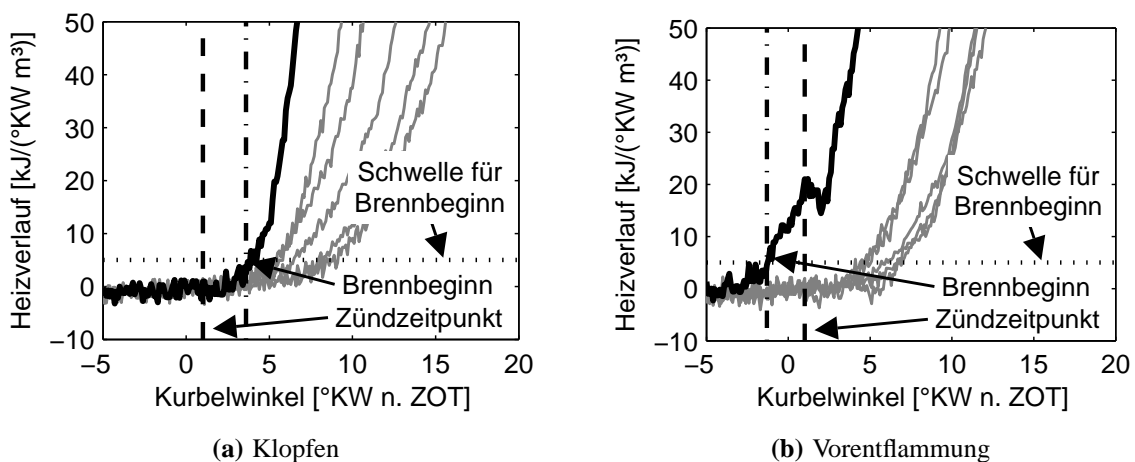 50
40
30
20
10
0
−10
Heizverlauf [kJ/(°KW m³)]
Schwelle für
Brennbeginn
Brennbeginn
Zündzeitpunkt
−5 0 5 10 15 20
Kurbelwinkel [°KW n. ZOT]
(a) Klopfen
50
40
30
20
10
0
−10
Heizverlauf [kJ/(°KW m³)]
Schwelle für
Brennbeginn
Brennbeginn
Zündzeitpunkt
−5 0 5 10 15 20
Kurbelwinkel [°KW n. ZOT]
(b) Vorentflammung